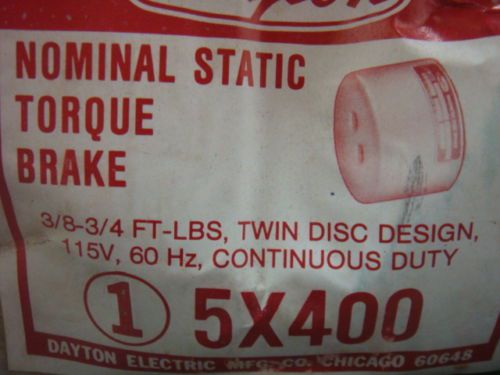 Dayton
NOMINAL STATIC
TORQUE
BRAKE
3/8-3/4 FT-LBS, TWIN DISC DESIGN,
115V, 60 Hz, CONTINUOUS DUTY
1 5X400
DAYTON ELECTRIC MFG. CO. CHICAGO 60648